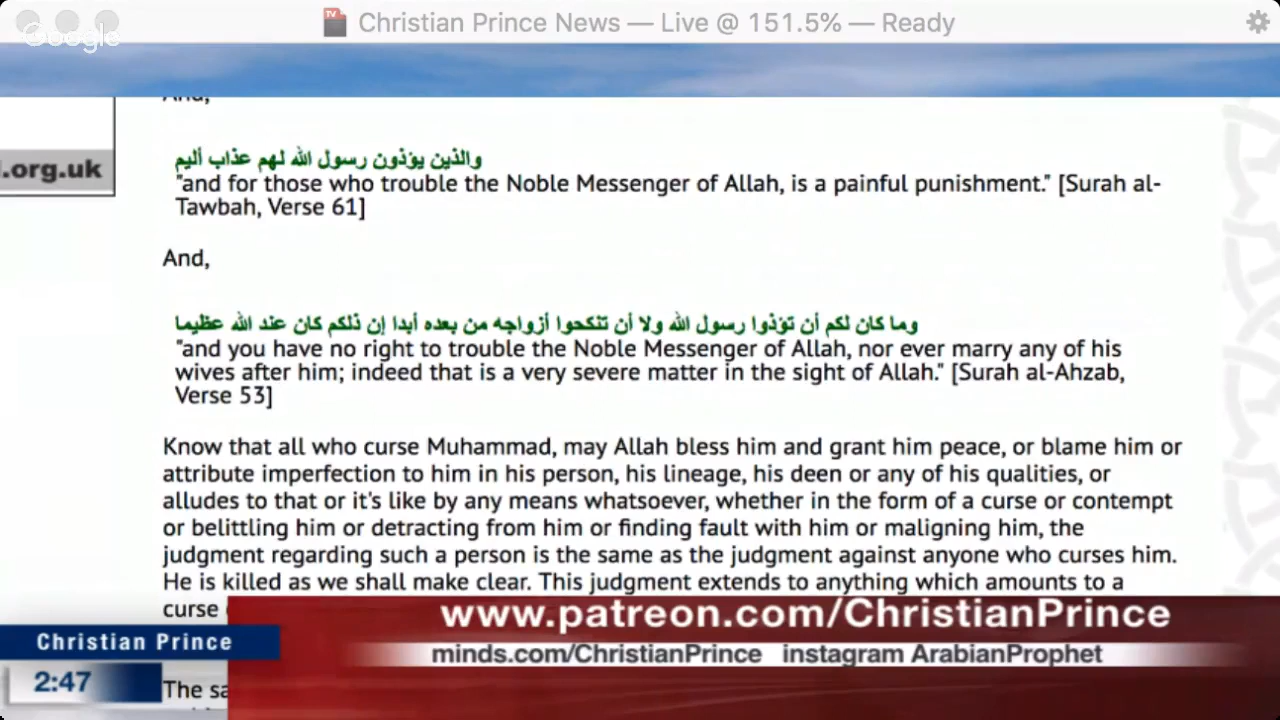 Google
Christian Prince News — Live @ 151.5% — Ready
And,
.org.uk
والذين يؤذون رسول الله لهم عذاب أليم
"and for those who trouble the Noble Messenger of Allah, is a painful punishment." [Surah al-
Tawbah, Verse 61]
And,
وما كان لكم أن تؤذوا رسول الله ولا أن تنكحوا أزواجه من بعده أبدا إن ذلكم كان عند الله عظيما
"and you have no right to trouble the Noble Messenger of Allah, nor ever marry any of his
wives after him; indeed that is a very severe matter in the sight of Allah." [Surah al-Ahzab,
Verse 53]
Know that all who curse Muhammad, may Allah bless him and grant him peace, or blame him or
attribute imperfection to him in his person, his lineage, his deen or any of his qualities, or
alludes to that or it's like by any means whatsoever, whether in the form of a curse or contempt
or belittling him or detracting from him or finding fault with him or maligning him, the
judgment regarding such a person is the same as the judgment against anyone who curses him.
He is killed as we shall make clear. This judgment extends to anything which amounts to a
curse
www.patreon.com/ChristianPrince
Christian Prince
minds.com/ChristianPrince instagram ArabianProphet
2:47
The sa